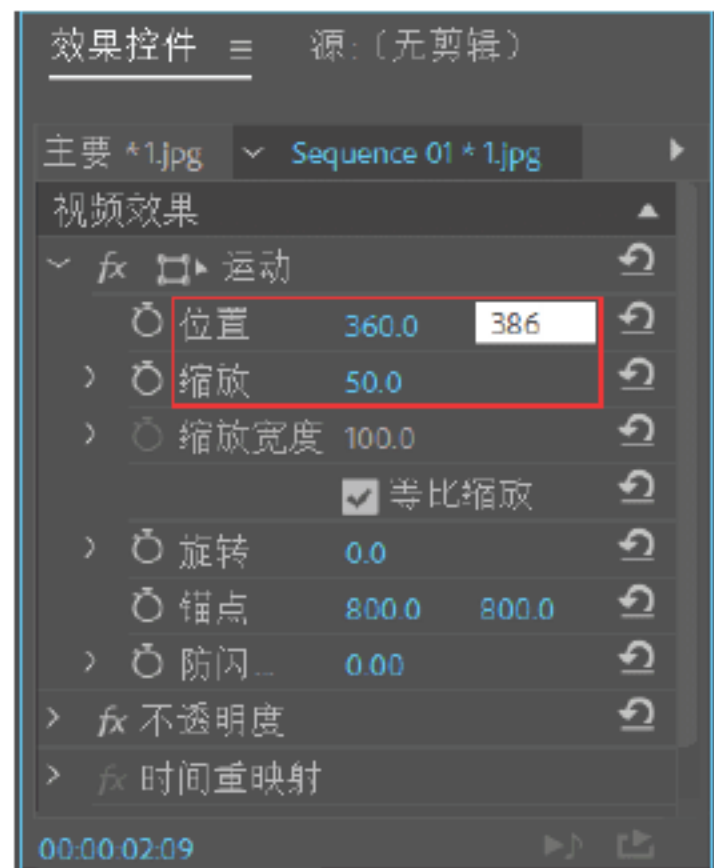 效果控件 ≡ 源:（无剪辑）
主要 *1.jpg Sequence 01 * 1.jpg
视频效果
fx 运动
位置 360.0 386
缩放 50.0
缩放宽度 100.0
等比缩放
旋转 0.0
锚点 800.0 800.0
防闪... 0.00
fx 不透明度
fx 时间重映射
00:00:02:09